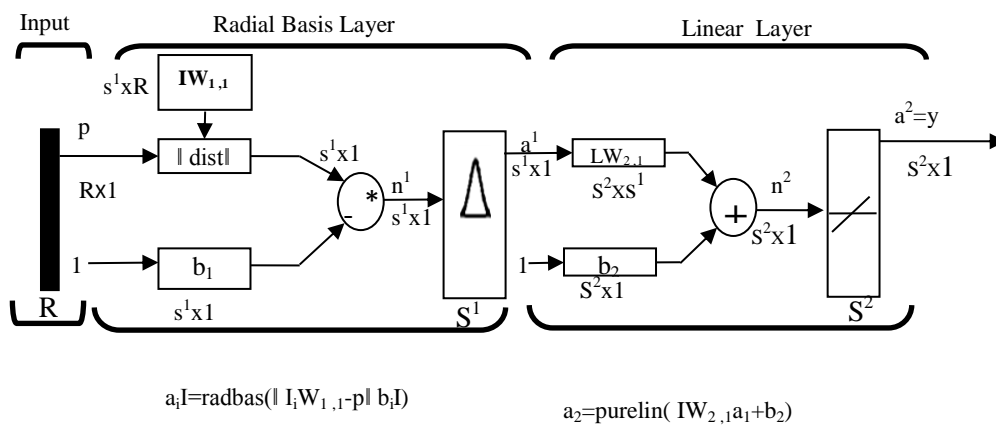 Input
Radial Basis Layer
Linear Layer
s¹xR
IW₁,₁
p
‖ dist‖
s¹x1
Rx1
*
-
n¹
s¹x1
a¹
s¹x1
LW₂,₁
S²xs¹
+
n²
S²x1
a²=y
S²x1
1
b₁
s¹x1
1
b₂
S²x1
R
S¹
S²
aᵢI=radbas(‖ IᵢW₁,₁-p‖ bᵢI)
a₂=purelin( IW₂,₁a₁+b₂)